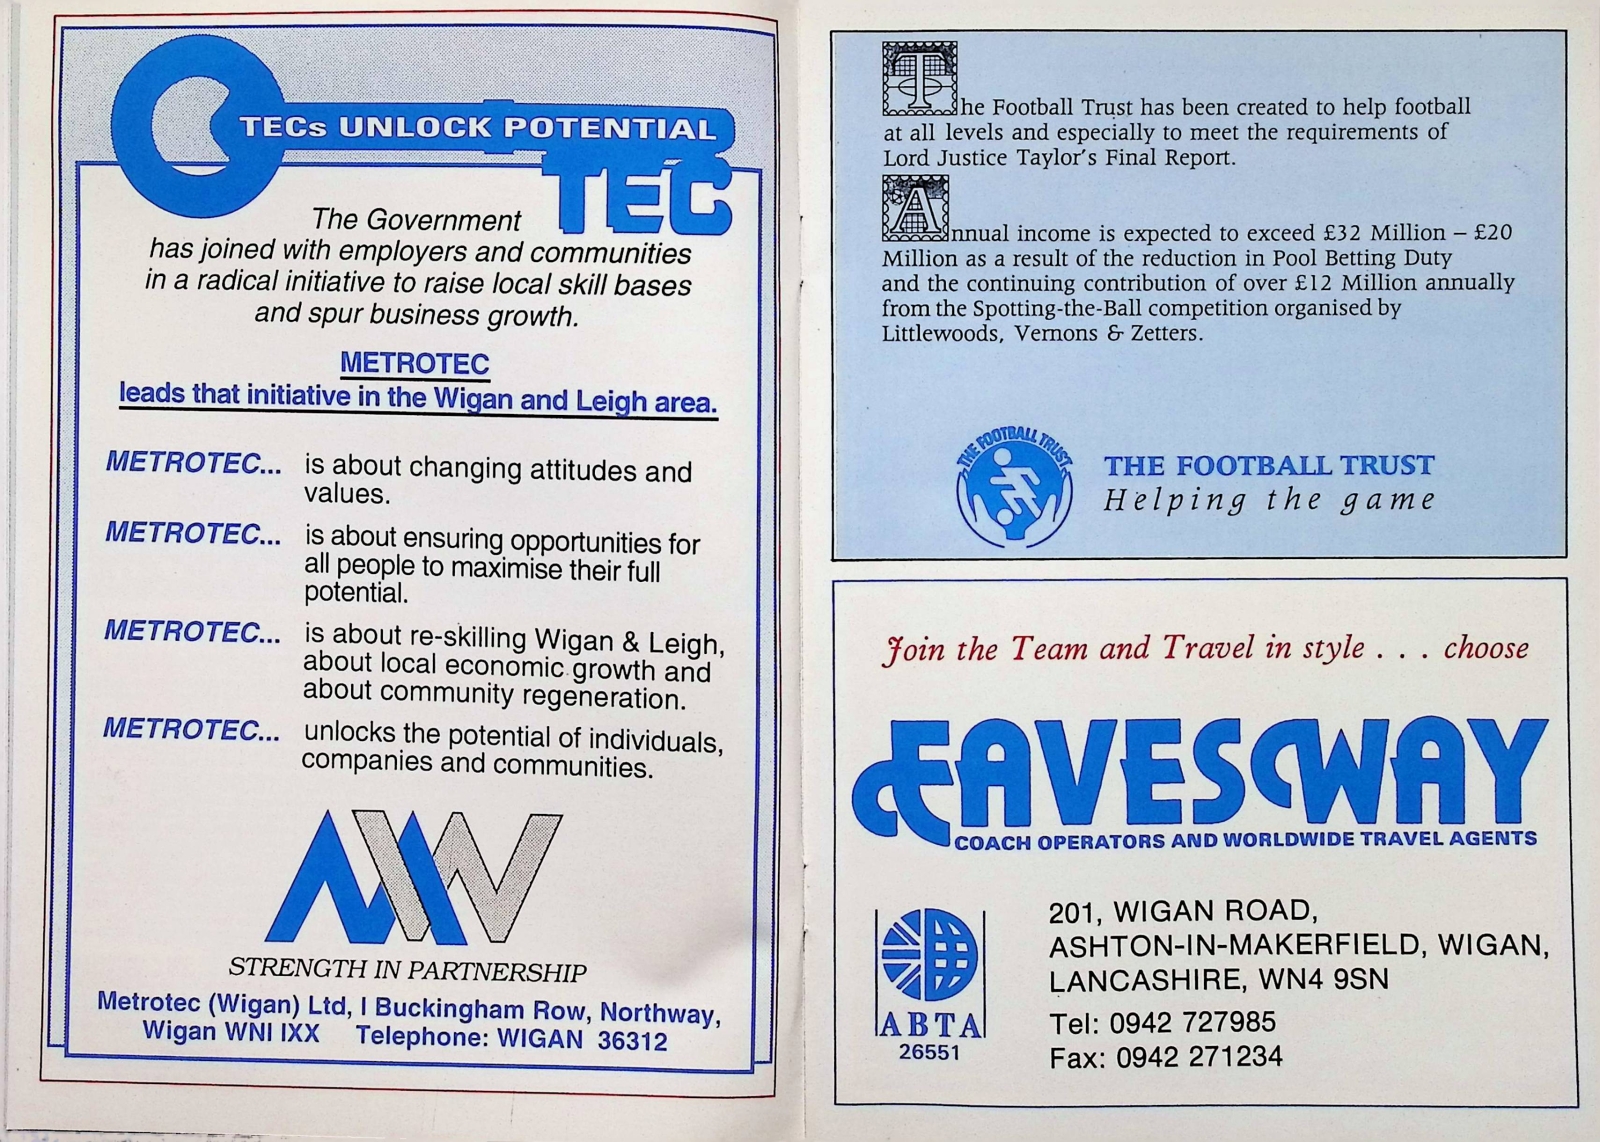 TECs UNLOCK POTENTIAL
TEC
The Government
has joined with employers and communities
in a radical initiative to raise local skill bases
and spur business growth.
METROTEC
leads that initiative in the Wigan and Leigh area.
METROTEC... is about changing attitudes and
values.
METROTEC... is about ensuring opportunities for
all people to maximise their full
potential.
METROTEC... is about re-skilling Wigan & Leigh,
about local economic growth and
about community regeneration.
METROTEC... unlocks the potential of individuals,
companies and communities.
MW
STRENGTH IN PARTNERSHIP
Metrotec (Wigan) Ltd, I Buckingham Row, Northway,
Wigan WNI IXX Telephone: WIGAN 36312
The Football Trust has been created to help football
at all levels and especially to meet the requirements of
Lord Justice Taylor's Final Report.
Annual income is expected to exceed £32 Million – £20
Million as a result of the reduction in Pool Betting Duty
and the continuing contribution of over £12 Million annually
from the Spotting-the-Ball competition organised by
Littlewoods, Vernons & Zetters.
THE FOOTBALL TRUST
THE FOOTBALL TRUST
Helping the game
Join the Team and Travel in style . . . choose
EAVESWAY
COACH OPERATORS AND WORLDWIDE TRAVEL AGENTS
ABTA
26551
201, WIGAN ROAD,
ASHTON-IN-MAKERFIELD, WIGAN,
LANCASHIRE, WN4 9SN
Tel: 0942 727985
Fax: 0942 271234